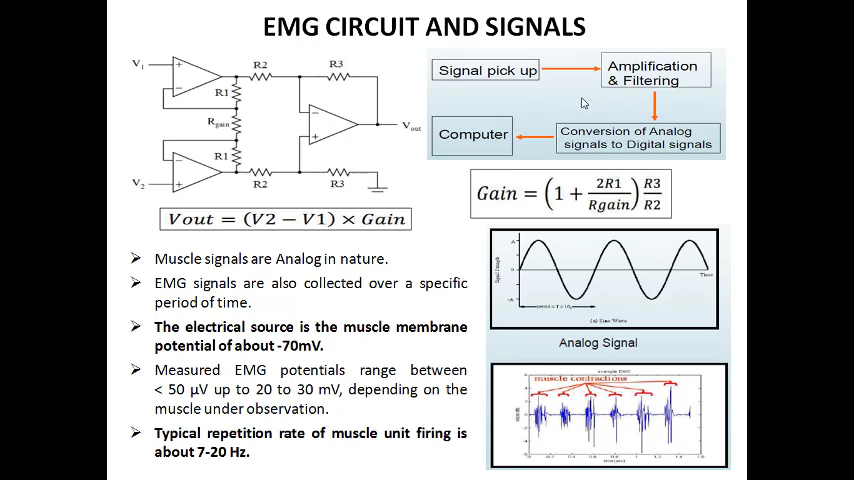 EMG CIRCUIT AND SIGNALS
V1
R2
R3
R1
Rgain
Vout
R1
V2
R2
R3
Vout = (V2 − V1) × Gain
Signal pick up
Amplification
& Filtering
Computer
Conversion of Analog
signals to Digital signals
Gain = (1 + 2R1/Rgain) R3/R2
➢ Muscle signals are Analog in nature.
➢ EMG signals are also collected over a specific
period of time.
➢ The electrical source is the muscle membrane
potential of about -70mV.
➢ Measured EMG potentials range between
< 50 μV up to 20 to 30 mV, depending on the
muscle under observation.
➢ Typical repetition rate of muscle unit firing is
about 7-20 Hz.
Time
(a) Sine Wave
Analog Signal
example EMG
muscle contractions